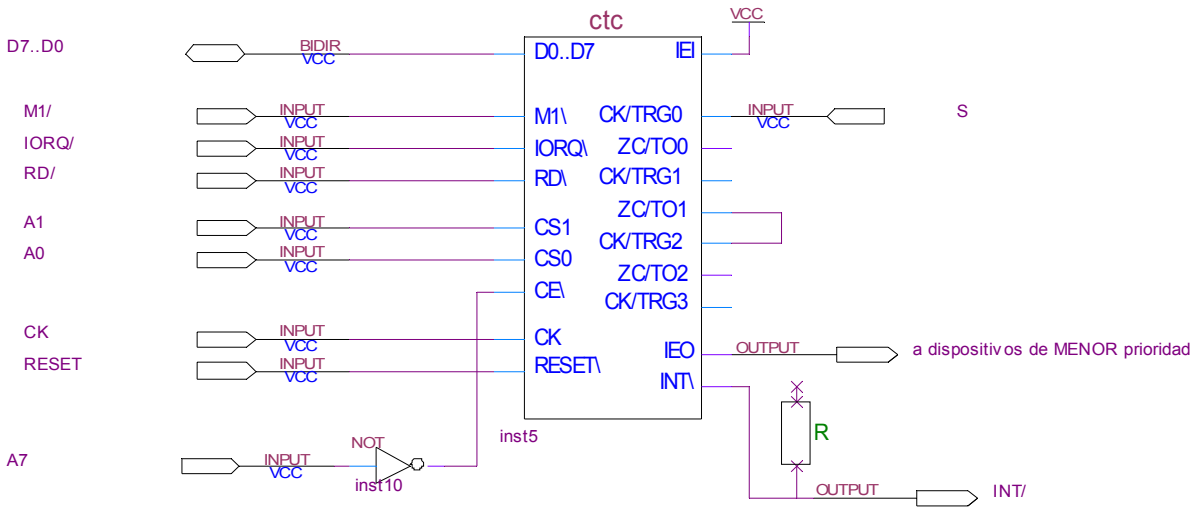 ctc
VCC
D7..D0
BIDIR
VCC
D0..D7
IEI
M1/
INPUT
VCC
M1\
CK/TRG0
INPUT
VCC
S
IORQ/
INPUT
VCC
IORQ\
ZC/TO0
RD/
INPUT
VCC
RD\
CK/TRG1
ZC/TO1
A1
INPUT
VCC
CS1
CK/TRG2
A0
INPUT
VCC
CS0
ZC/TO2
CE\
CK/TRG3
CK
INPUT
VCC
CK
IEO
OUTPUT
a dispositivos de MENOR prioridad
RESET
INPUT
VCC
RESET\
INT\
R
inst5
A7
INPUT
VCC
NOT
inst10
OUTPUT
INT/